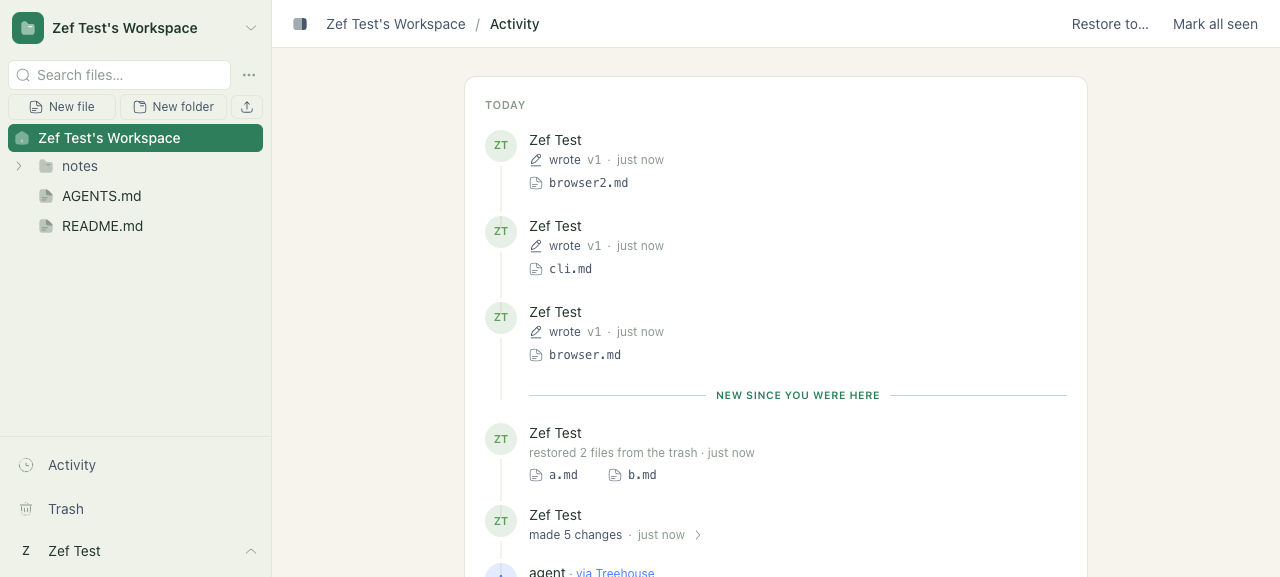 Zef Test's Workspace
Search files...
New file
New folder
Zef Test's Workspace
notes
AGENTS.md
README.md
Activity
Trash
Z Zef Test
Zef Test's Workspace / Activity
Restore to...
Mark all seen
TODAY
ZT Zef Test
wrote v1 · just now
browser2.md
ZT Zef Test
wrote v1 · just now
cli.md
ZT Zef Test
wrote v1 · just now
browser.md
NEW SINCE YOU WERE HERE
ZT Zef Test
restored 2 files from the trash · just now
a.md b.md
ZT Zef Test
made 5 changes · just now
agent · via Treehouse